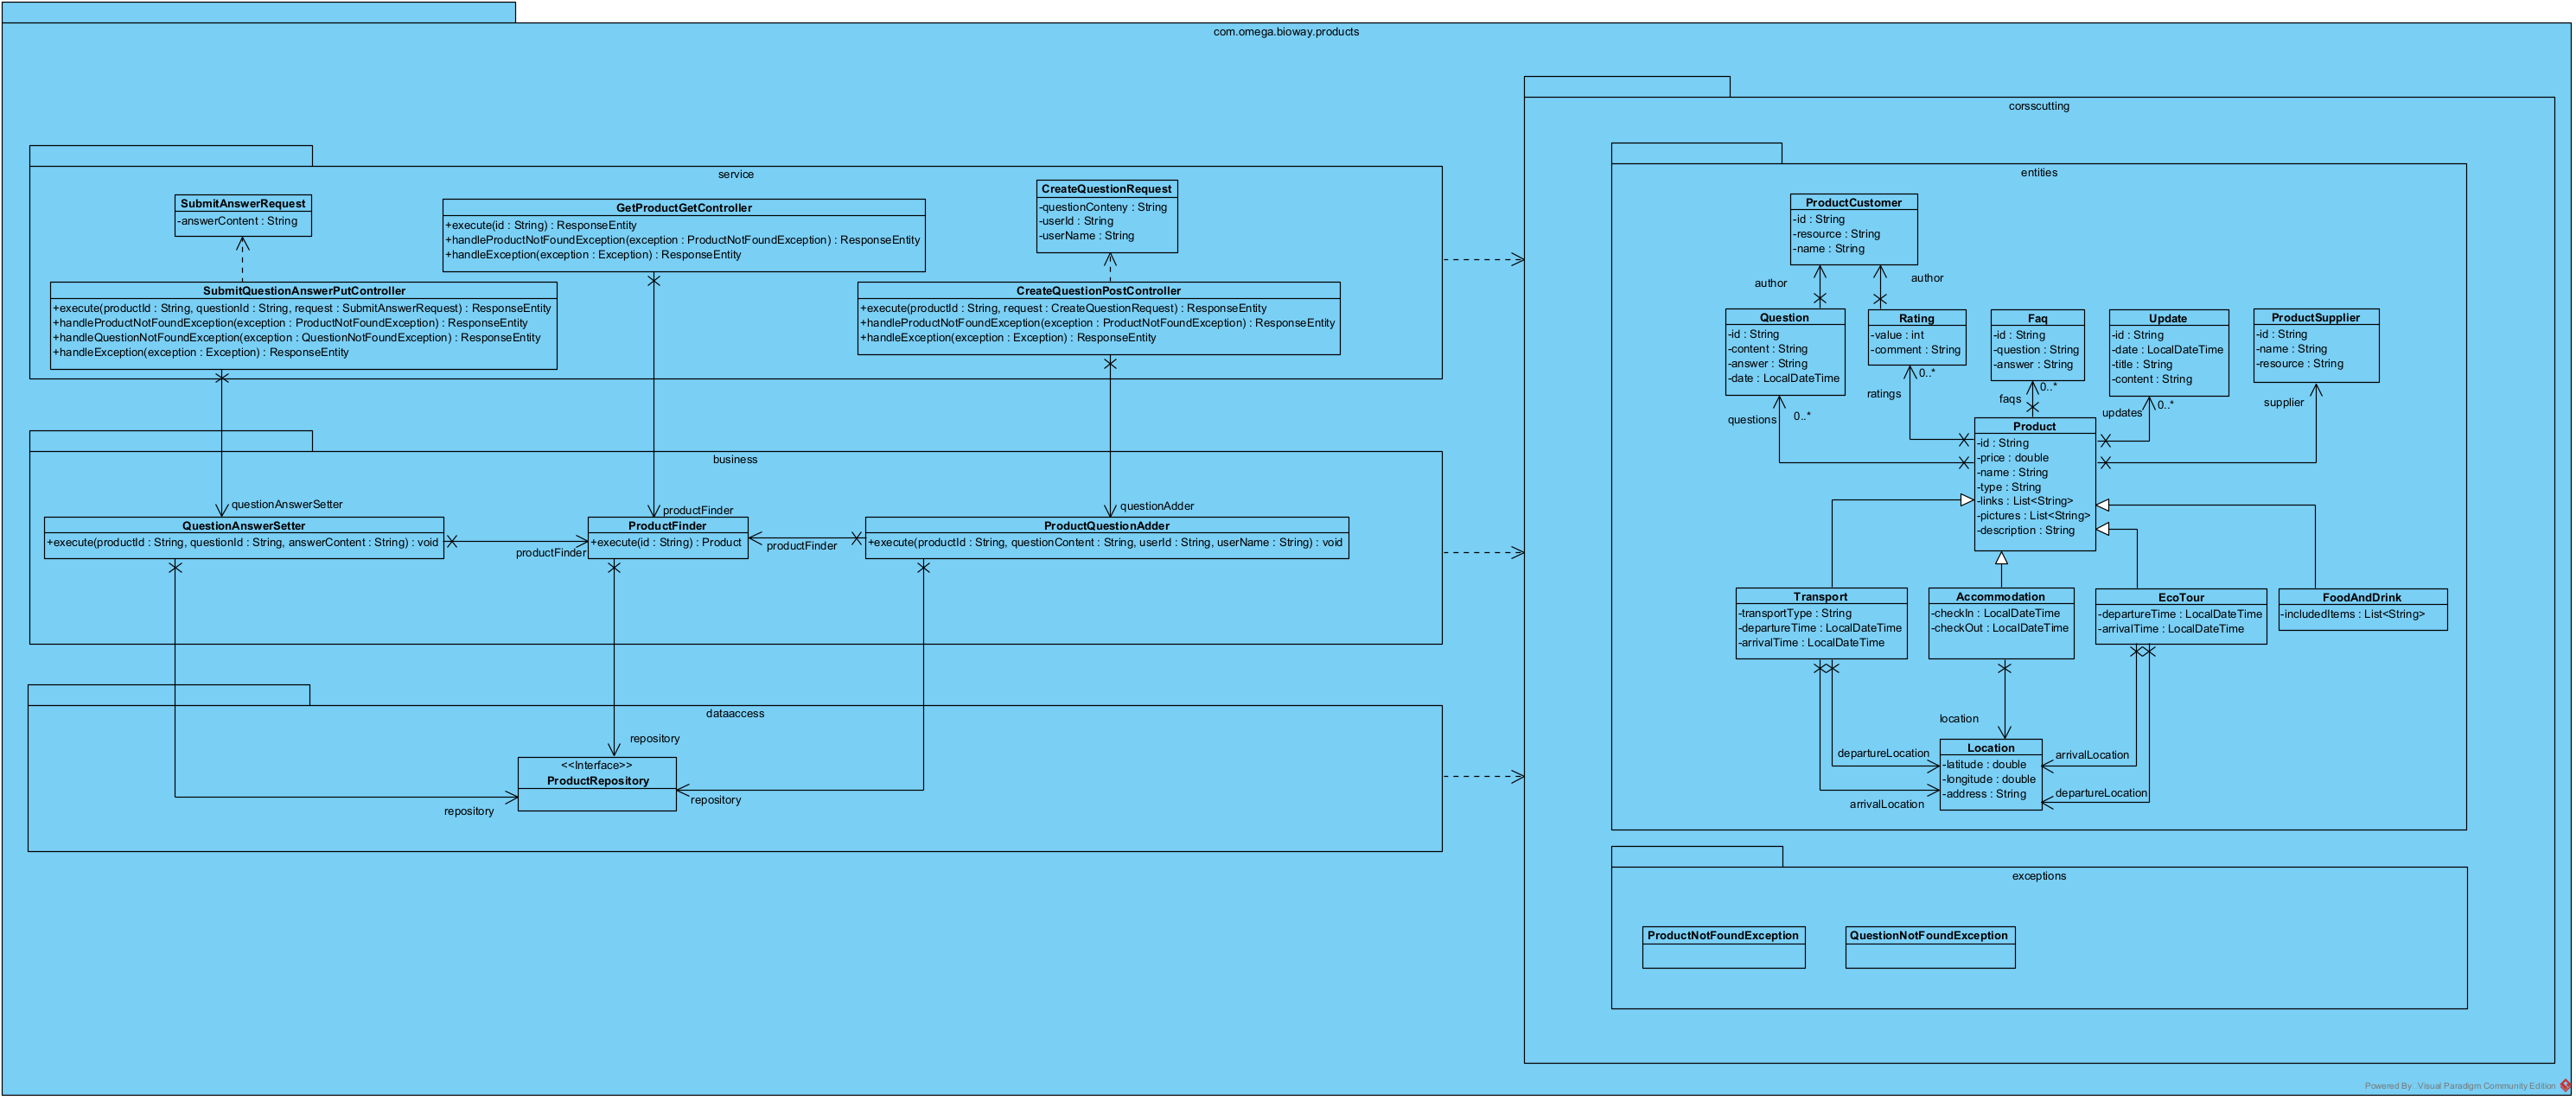 com.omega.bioway.products
service
SubmitAnswerRequest
-answerContent : String
GetProductGetController
+execute(id : String) : ResponseEntity
+handleProductNotFoundException(exception : ProductNotFoundException) : ResponseEntity
+handleException(exception : Exception) : ResponseEntity
CreateQuestionRequest
-questionConteny : String
-userId : String
-userName : String
SubmitQuestionAnswerPutController
+execute(productId : String, questionId : String, request : SubmitAnswerRequest) : ResponseEntity
+handleProductNotFoundException(exception : ProductNotFoundException) : ResponseEntity
+handleQuestionNotFoundException(exception : QuestionNotFoundException) : ResponseEntity
+handleException(exception : Exception) : ResponseEntity
CreateQuestionPostController
+execute(productId : String, request : CreateQuestionRequest) : ResponseEntity
+handleProductNotFoundException(exception : ProductNotFoundException) : ResponseEntity
+handleException(exception : Exception) : ResponseEntity
business
questionAnswerSetter
productFinder
questionAdder
QuestionAnswerSetter
+execute(productId : String, questionId : String, answerContent : String) : void
productFinder
ProductFinder
+execute(id : String) : Product
productFinder
ProductQuestionAdder
+execute(productId : String, questionContent : String, userId : String, userName : String) : void
dataaccess
repository
<<Interface>>
ProductRepository
repository
repository
corsscutting
entities
ProductCustomer
-id : String
-resource : String
-name : String
author
author
Question
-id : String
-content : String
-answer : String
-date : LocalDateTime
Rating
-value : int
-comment : String
Faq
-id : String
-question : String
-answer : String
Update
-id : String
-date : LocalDateTime
-title : String
-content : String
ProductSupplier
-id : String
-name : String
-resource : String
questions
0..*
ratings
0..*
faqs
0..*
updates
0..*
supplier
Product
-id : String
-price : double
-name : String
-type : String
-links : List<String>
-pictures : List<String>
-description : String
Transport
-transportType : String
-departureTime : LocalDateTime
-arrivalTime : LocalDateTime
Accommodation
-checkIn : LocalDateTime
-checkOut : LocalDateTime
EcoTour
-departureTime : LocalDateTime
-arrivalTime : LocalDateTime
FoodAndDrink
-includedItems : List<String>
location
departureLocation
arrivalLocation
Location
-latitude : double
-longitude : double
-address : String
arrivalLocation
departureLocation
exceptions
ProductNotFoundException
QuestionNotFoundException
Powered By: Visual Paradigm Community Edition